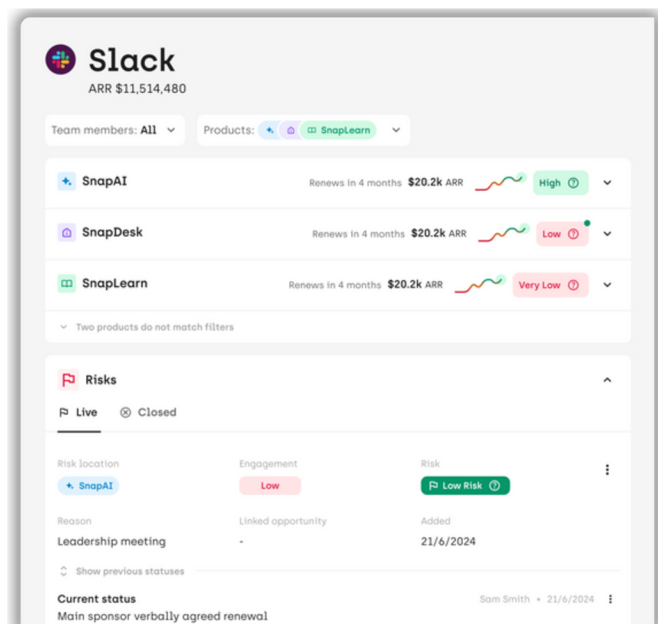 Slack
ARR $11,514,480
Team members: All
Products: SnapLearn
SnapAI Renews in 4 months $20.2k ARR High
SnapDesk Renews in 4 months $20.2k ARR Low
SnapLearn Renews in 4 months $20.2k ARR Very Low
Two products do not match filters
Risks
Live Closed
Risk location Engagement Risk
SnapAI Low Low Risk
Reason Linked opportunity Added
Leadership meeting - 21/6/2024
Show previous statuses
Current status Sam Smith • 21/6/2024
Main sponsor verbally agreed renewal